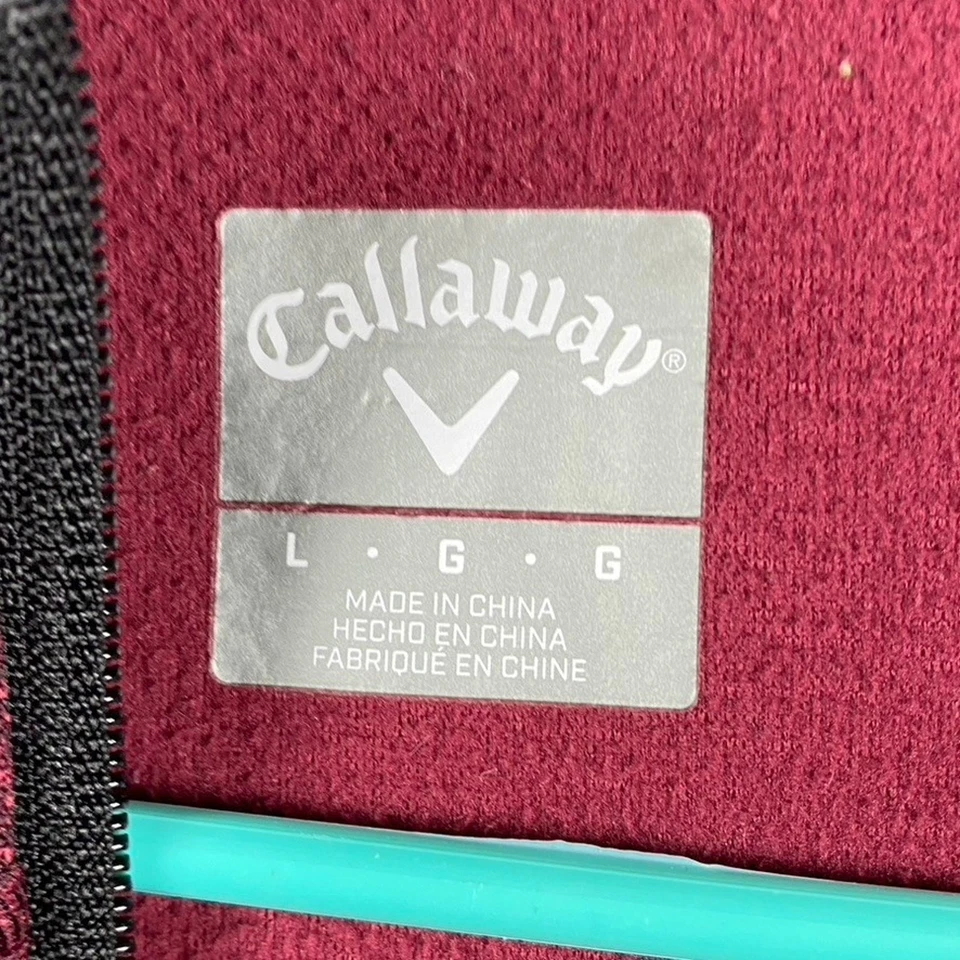 Callaway®
L • G • G
MADE IN CHINA
HECHO EN CHINA
FABRIQUÉ EN CHINE